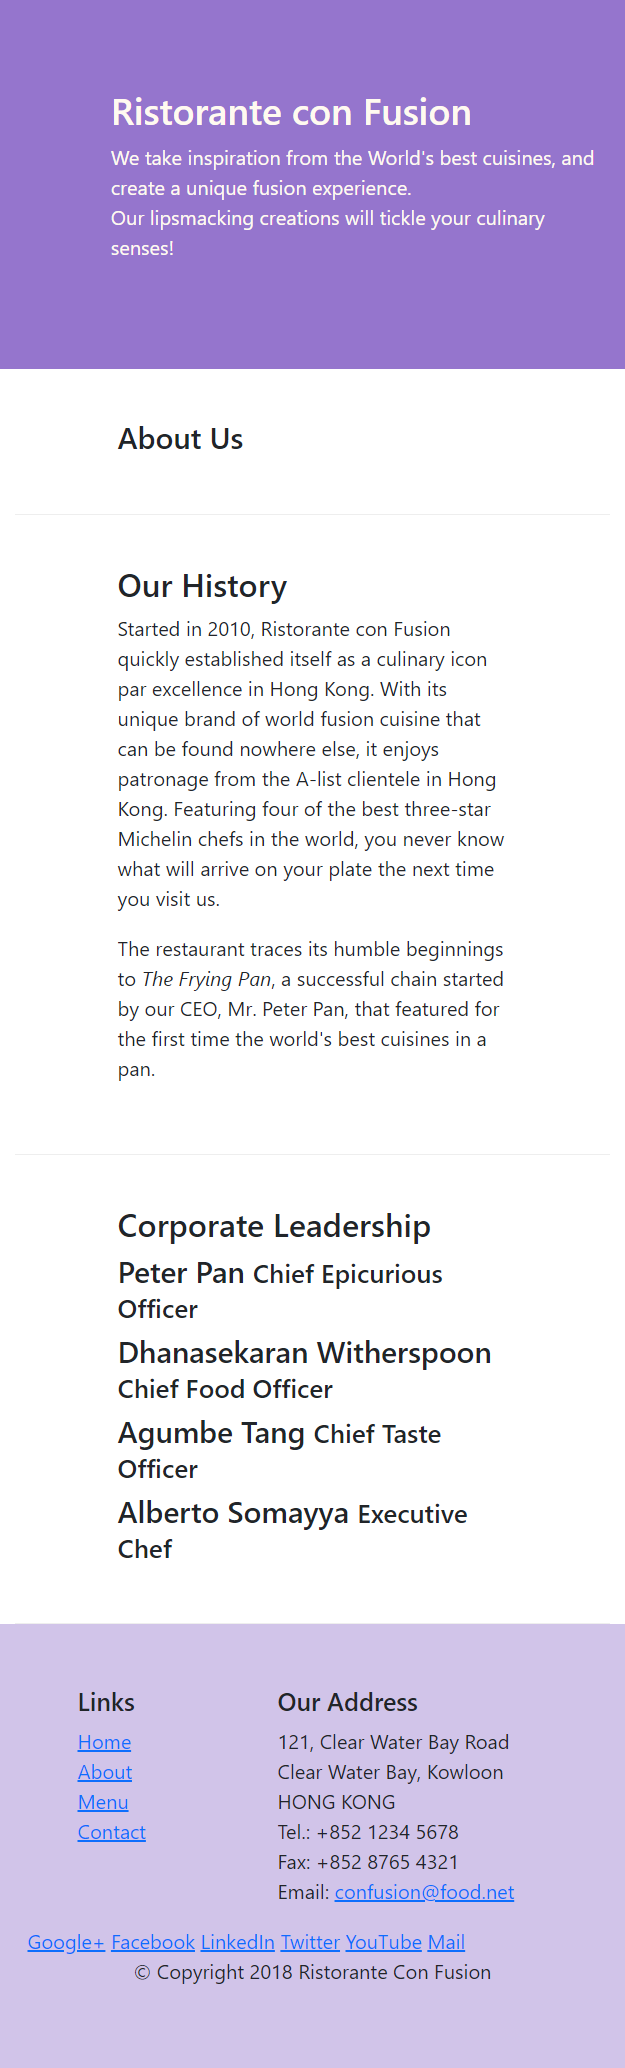 Ristorante con Fusion
We take inspiration from the World's best cuisines, and
create a unique fusion experience.
Our lipsmacking creations will tickle your culinary
senses!
About Us
Our History
Started in 2010, Ristorante con Fusion
quickly established itself as a culinary icon
par excellence in Hong Kong. With its
unique brand of world fusion cuisine that
can be found nowhere else, it enjoys
patronage from the A-list clientele in Hong
Kong. Featuring four of the best three-star
Michelin chefs in the world, you never know
what will arrive on your plate the next time
you visit us.
The restaurant traces its humble beginnings
to The Frying Pan, a successful chain started
by our CEO, Mr. Peter Pan, that featured for
the first time the world's best cuisines in a
pan.
Corporate Leadership
Peter Pan Chief Epicurious
Officer
Dhanasekaran Witherspoon
Chief Food Officer
Agumbe Tang Chief Taste
Officer
Alberto Somayya Executive
Chef
Links
Home
About
Menu
Contact
Our Address
121, Clear Water Bay Road
Clear Water Bay, Kowloon
HONG KONG
Tel.: +852 1234 5678
Fax: +852 8765 4321
Email: confusion@food.net
Google+ Facebook LinkedIn Twitter YouTube Mail
© Copyright 2018 Ristorante Con Fusion